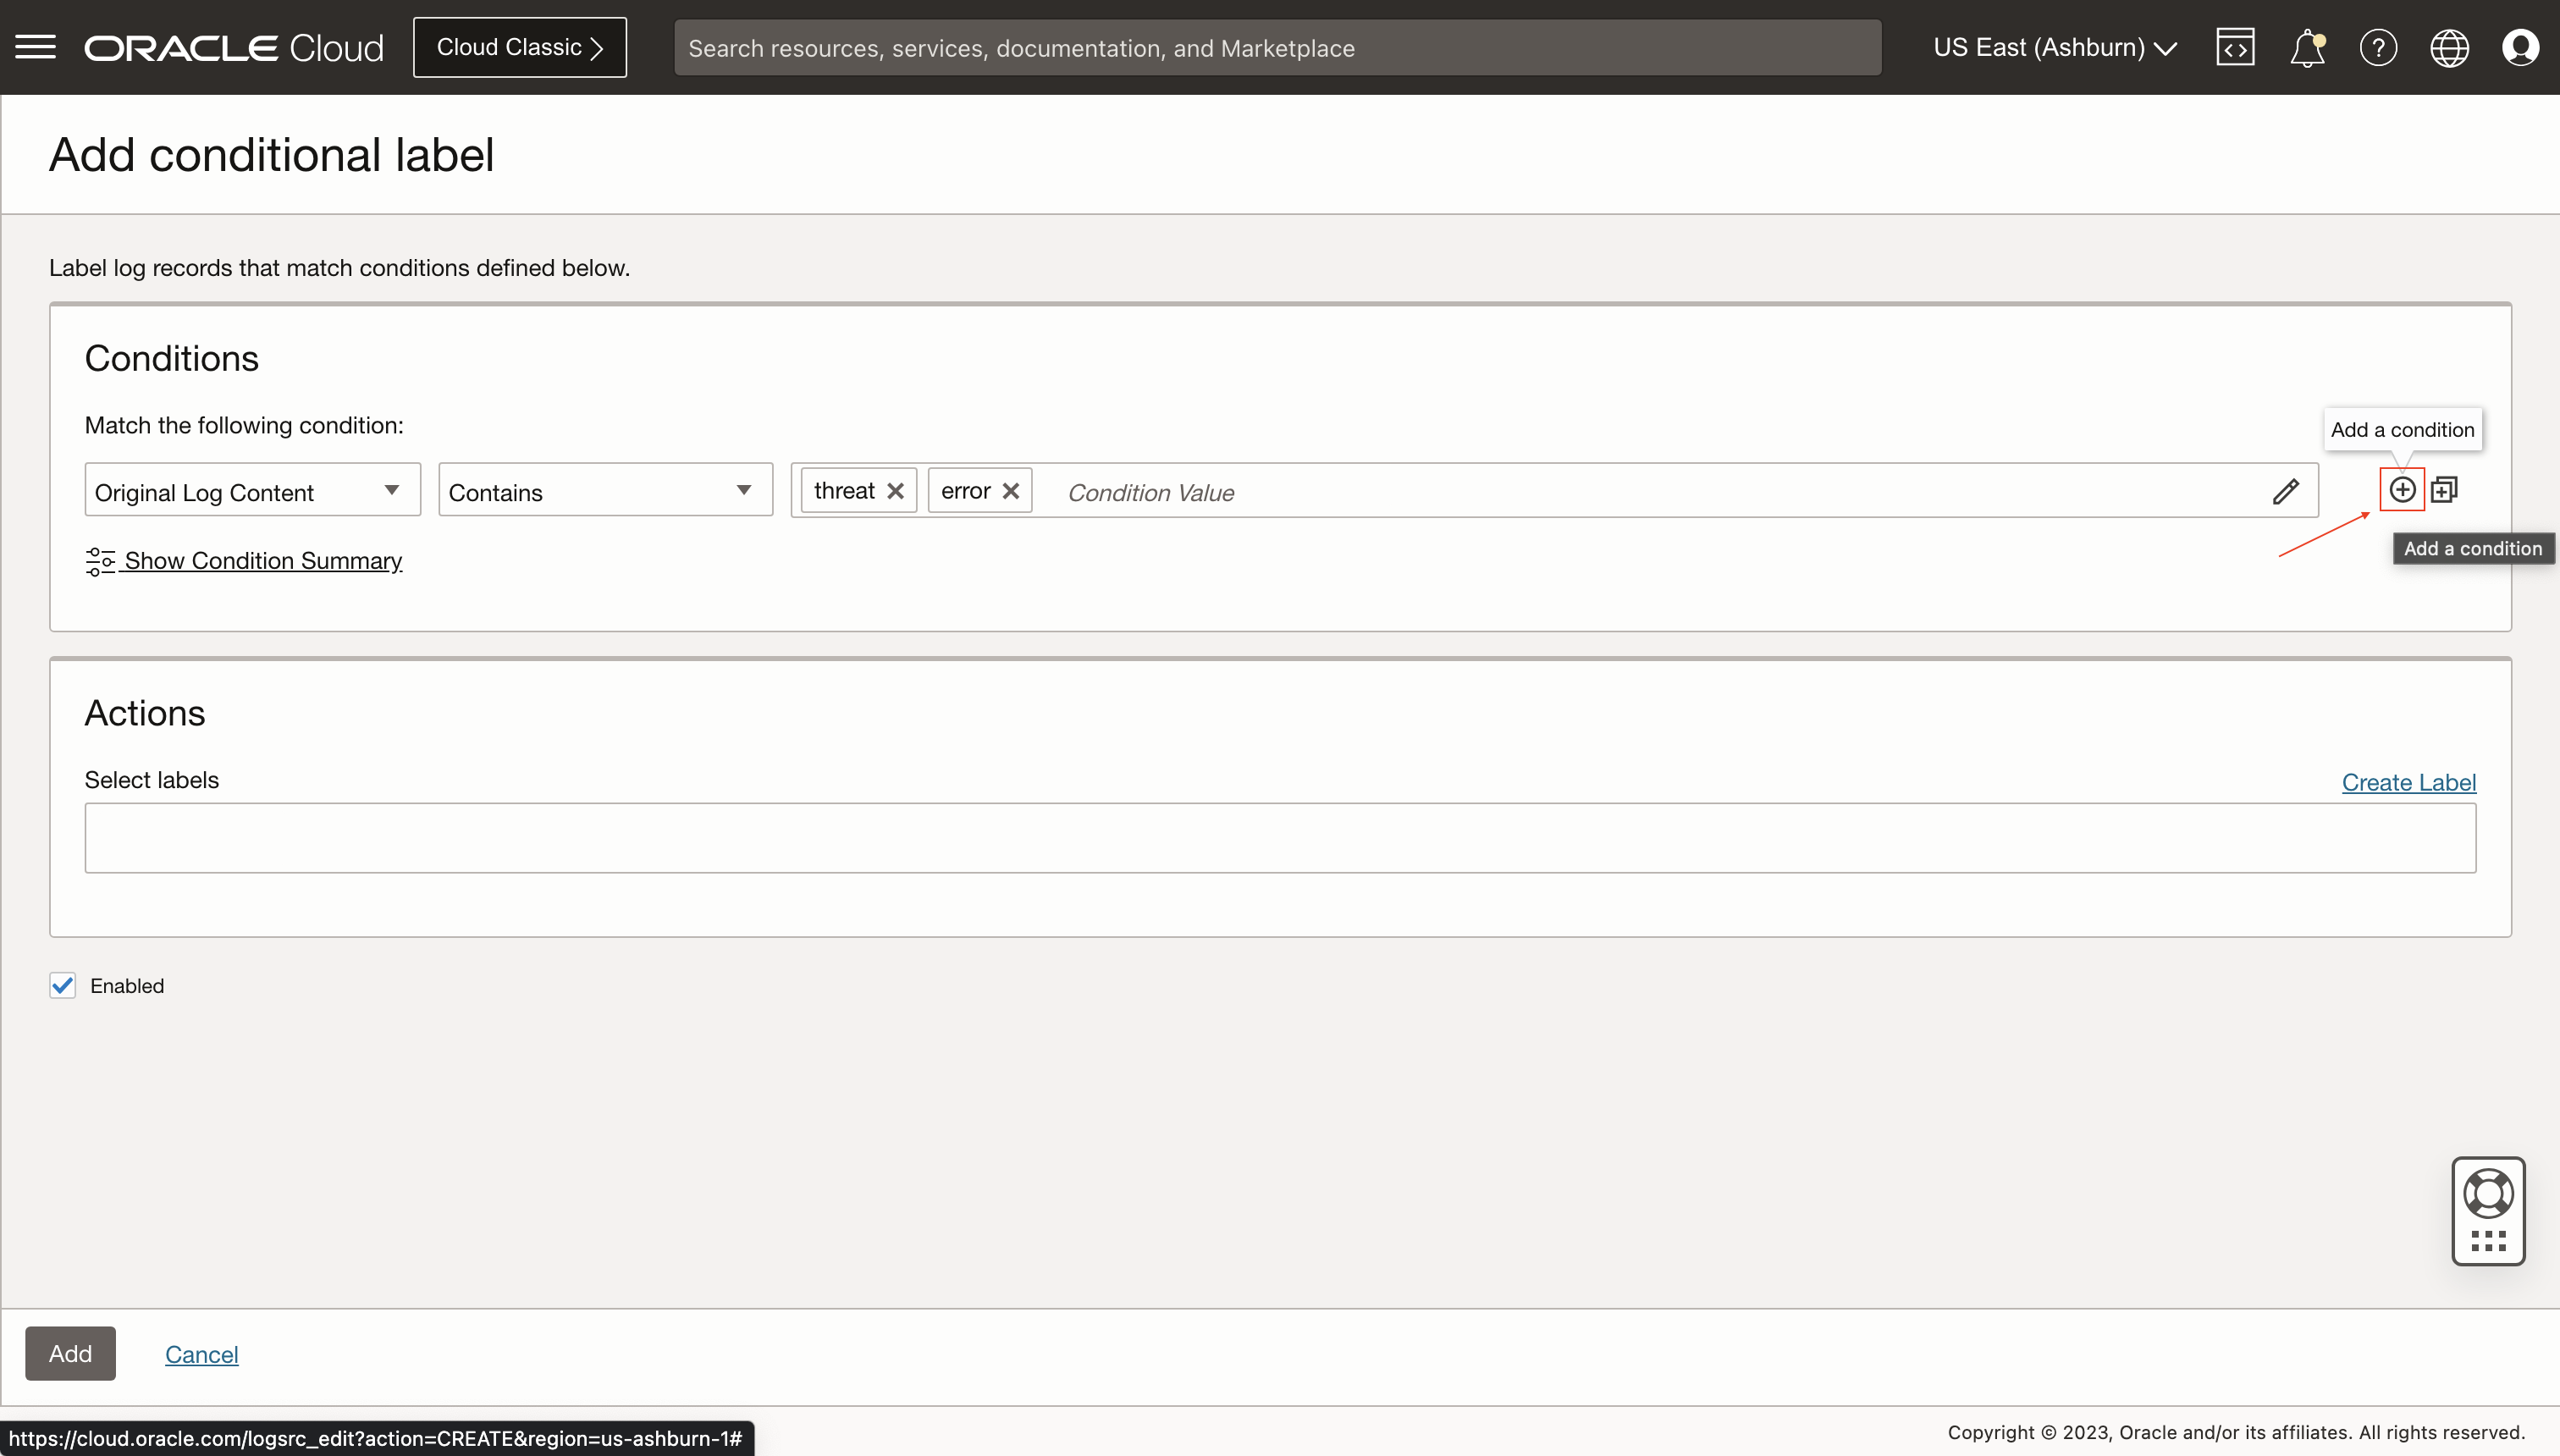 ORACLE Cloud
Cloud Classic
Search resources, services, documentation, and Marketplace
US East (Ashburn)
Add conditional label
Label log records that match conditions defined below.
Conditions
Match the following condition:
Add a condition
Original Log Content
Contains
threat
error
Condition Value
Add a condition
Show Condition Summary
Actions
Select labels
Create Label
Enabled
Add
Cancel
Copyright © 2023, Oracle and/or its affiliates. All rights reserved.
https://cloud.oracle.com/logsrc_edit?action=CREATE&region=us-ashburn-1#